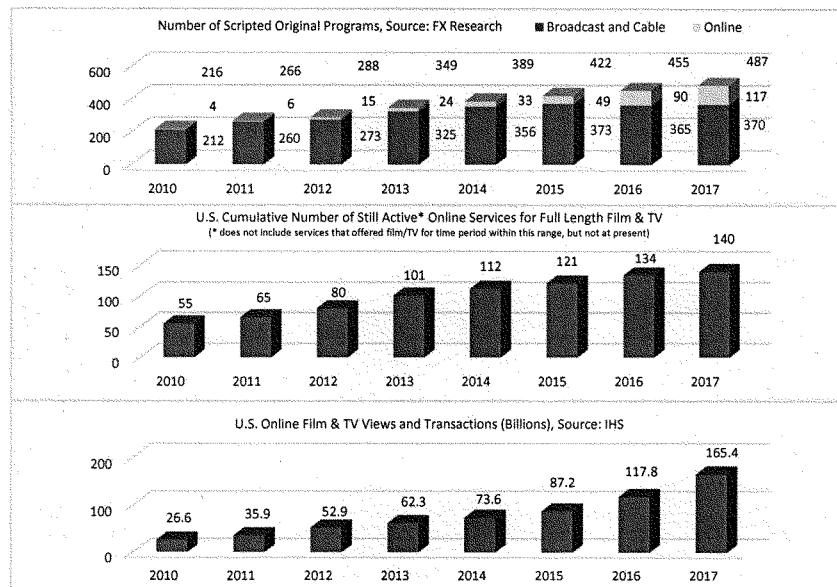 Number of Scripted Original Programs, Source: FX Research ■ Broadcast and Cable Online
216 266 288 349 389 422 455 487
600
4 6 15 24 33 49 90 117
400
212 260 273 325 356 373 365 370
200
0
2010 2011 2012 2013 2014 2015 2016 2017
U.S. Cumulative Number of Still Active* Online Services for Full Length Film & TV
(* does not include services that offered film/TV for time period within this range, but not at present)
140
134
121
112
101
80
65
55
150
100
50
0
2010 2011 2012 2013 2014 2015 2016 2017
U.S. Online Film & TV Views and Transactions (Billions), Source: IHS
165.4
117.8
87.2
73.6
62.3
52.9
35.9
26.6
200
100
0
2010 2011 2012 2013 2014 2015 2016 2017